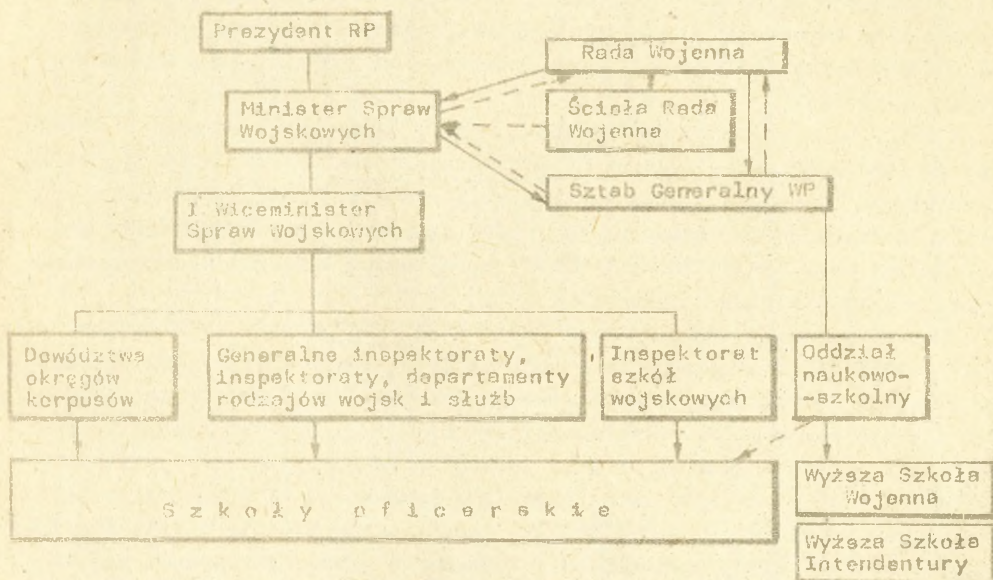 Prezydent RP
Rada Wojenna
Minister Spraw
Wojskowych
Ścisła Rada
Wojenna
Sztab Generalny WP
I Wiceminister
Spraw Wojskowych
Dowództwa
okręgów
korpusów
Generalne inspektoraty,
inspektoraty, departamenty
rodzajów wojsk i służb
Inspektorat
szkół
wojskowych
Oddział
naukowo-
-szkolny
Szkoły oficerskie
Wyższa Szkoła
Wojenna
Wyższa Szkoła
Intendentury